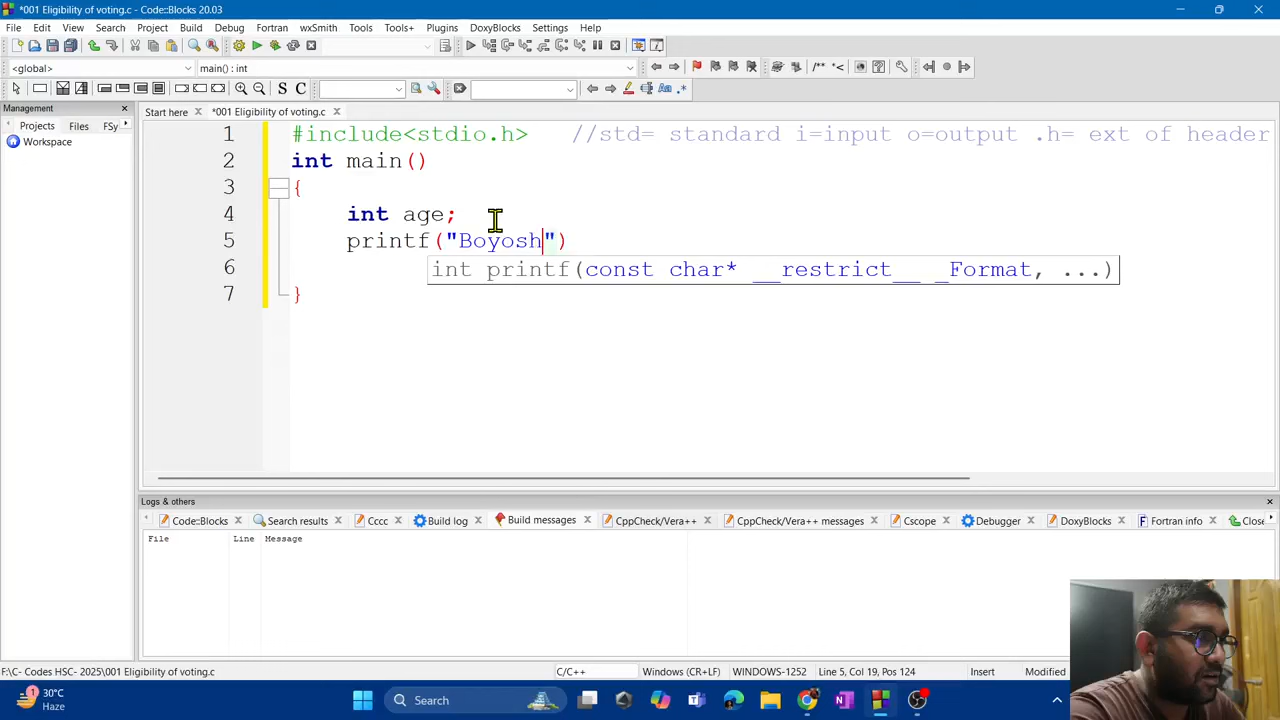 *001 Eligibility of voting.c - Code::Blocks 20.03
File Edit View Search Project Build Debug Fortran wxSmith Tools Tools+ Plugins DoxyBlocks Settings Help
<global> main() : int
/** *<
S C Aa .*
Management
Start here *001 Eligibility of voting.c
Projects Files FSy
Workspace
1 #include<stdio.h> //std= standard i=input o=output .h= ext of header
2 int main()
3 {
4 int age;
5 printf("Boyosh")
6 int printf(const char* __restrict__ _Format, ...)
7 }
Logs & others
Code::Blocks Search results Cccc Build log Build messages CppCheck/Vera++ CppCheck/Vera++ messages Cscope Debugger DoxyBlocks Fortran info Close
File Line Message
F:\C- Codes HSC- 2025\001 Eligibility of voting.c C/C++ Windows (CR+LF) WINDOWS-1252 Line 5, Col 19, Pos 124 Insert Modified
1
30°C
Haze
Search